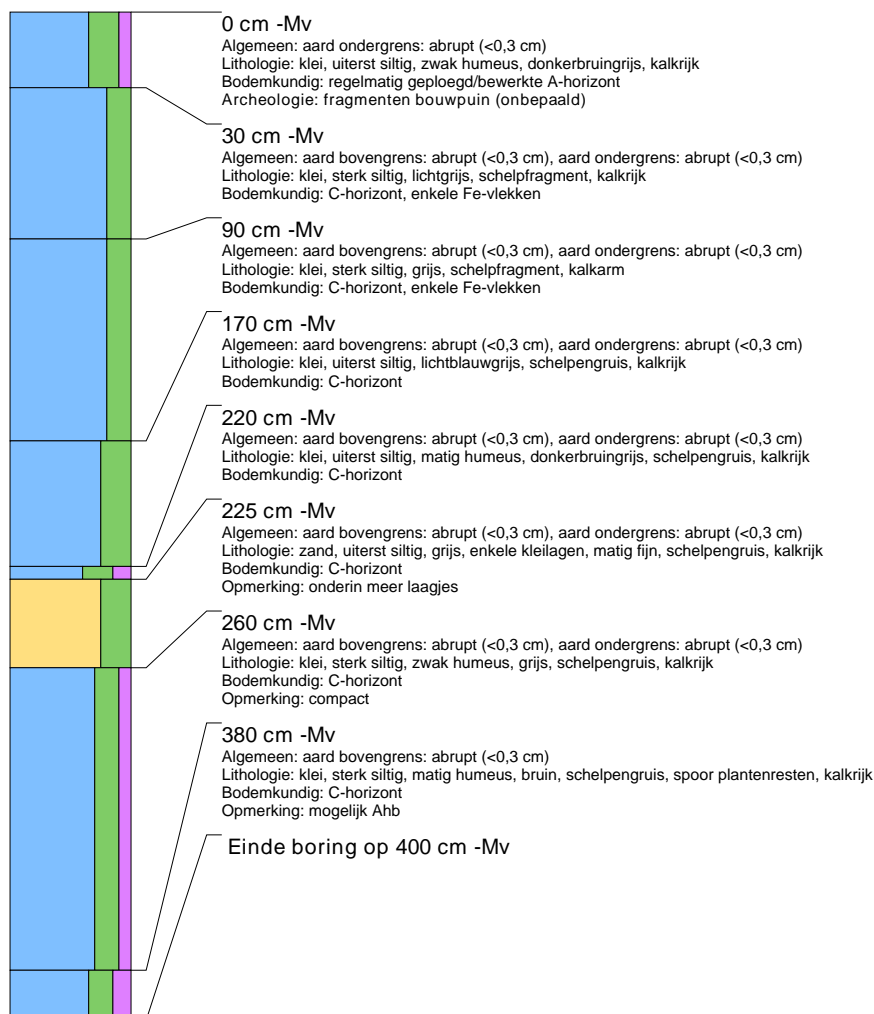 0 cm -Mv
Algemeen: aard ondergrens: abrupt (<0,3 cm)
Lithologie: klei, uiterst siltig, zwak humeus, donkerbruingrijs, kalkrijk
Bodemkundig: regelmatig geploegd/bewerkte A-horizont
Archeologie: fragmenten bouwpuin (onbepaald)
30 cm -Mv
Algemeen: aard bovengrens: abrupt (<0,3 cm), aard ondergrens: abrupt (<0,3 cm)
Lithologie: klei, sterk siltig, lichtgrijs, schelpfragment, kalkrijk
Bodemkundig: C-horizont, enkele Fe-vlekken
90 cm -Mv
Algemeen: aard bovengrens: abrupt (<0,3 cm), aard ondergrens: abrupt (<0,3 cm)
Lithologie: klei, sterk siltig, grijs, schelpfragment, kalkarm
Bodemkundig: C-horizont, enkele Fe-vlekken
170 cm -Mv
Algemeen: aard bovengrens: abrupt (<0,3 cm), aard ondergrens: abrupt (<0,3 cm)
Lithologie: klei, uiterst siltig, lichtblauwgrijs, schelpengruis, kalkrijk
Bodemkundig: C-horizont
220 cm -Mv
Algemeen: aard bovengrens: abrupt (<0,3 cm), aard ondergrens: abrupt (<0,3 cm)
Lithologie: klei, uiterst siltig, matig humeus, donkerbruingrijs, schelpengruis, kalkrijk
Bodemkundig: C-horizont
225 cm -Mv
Algemeen: aard bovengrens: abrupt (<0,3 cm), aard ondergrens: abrupt (<0,3 cm)
Lithologie: zand, uiterst siltig, grijs, enkele kleilagen, matig fijn, schelpengruis, kalkrijk
Bodemkundig: C-horizont
Opmerking: onderin meer laagjes
260 cm -Mv
Algemeen: aard bovengrens: abrupt (<0,3 cm), aard ondergrens: abrupt (<0,3 cm)
Lithologie: klei, sterk siltig, zwak humeus, grijs, schelpengruis, kalkrijk
Bodemkundig: C-horizont
Opmerking: compact
380 cm -Mv
Algemeen: aard bovengrens: abrupt (<0,3 cm)
Lithologie: klei, sterk siltig, matig humeus, bruin, schelpengruis, spoor plantenresten, kalkrijk
Bodemkundig: C-horizont
Opmerking: mogelijk Ahb
Einde boring op 400 cm -Mv